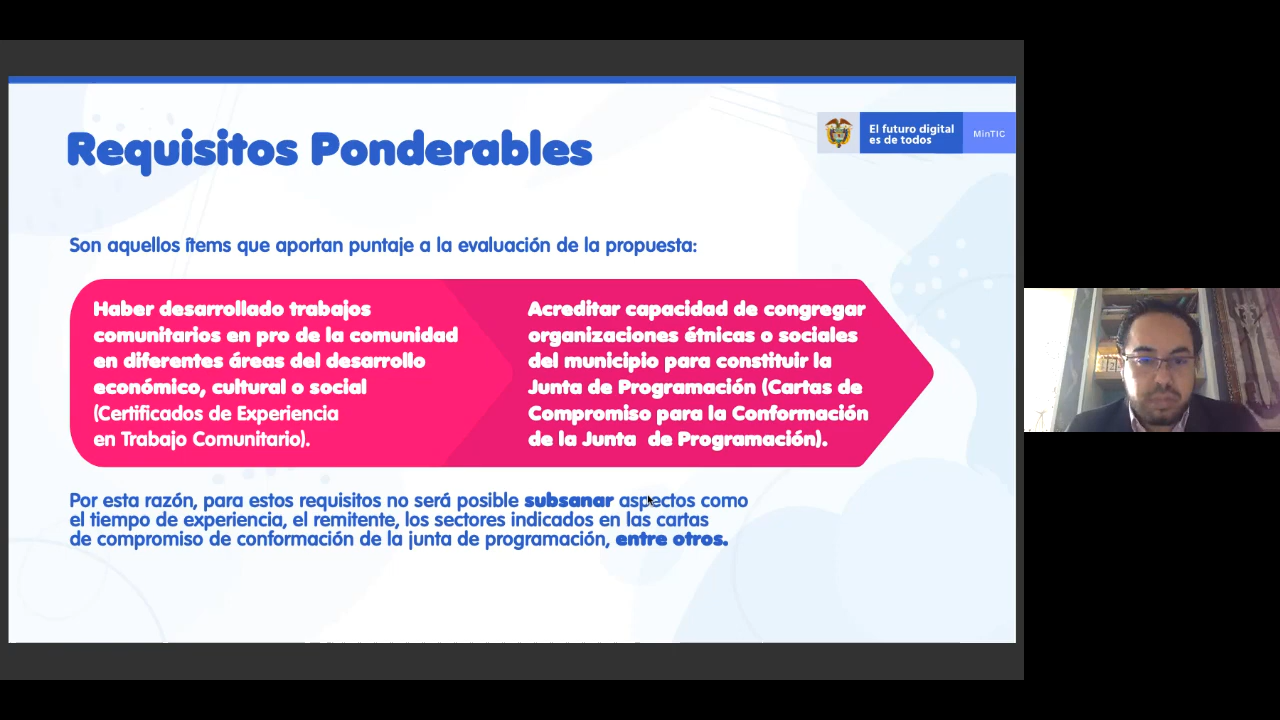 Requisitos Ponderables
El futuro digital
es de todos
MinTIC
Son aquellos ítems que aportan puntaje a la evaluación de la propuesta:
Haber desarrollado trabajos
comunitarios en pro de la comunidad
en diferentes áreas del desarrollo
económico, cultural o social
(Certificados de Experiencia
en Trabajo Comunitario).
Acreditar capacidad de congregar
organizaciones étnicas o sociales
del municipio para constituir la
Junta de Programación (Cartas de
Compromiso para la Conformación
de la Junta de Programación).
Por esta razón, para estos requisitos no será posible subsanar aspectos como
el tiempo de experiencia, el remitente, los sectores indicados en las cartas
de compromiso de conformación de la junta de programación, entre otros.